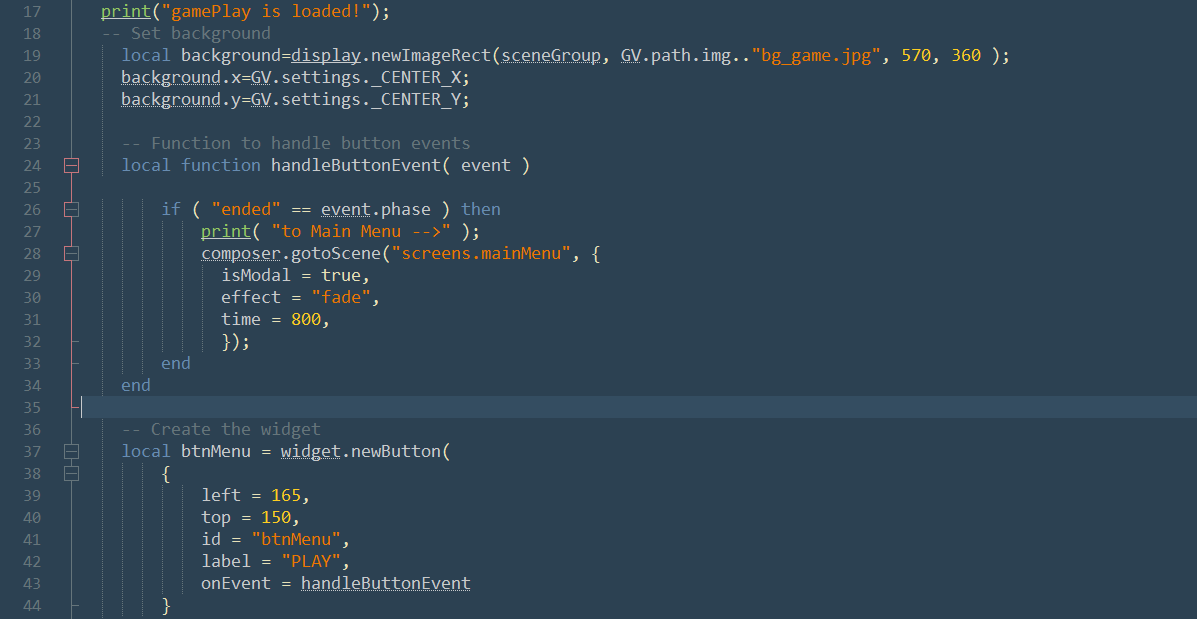 17 print("gamePlay is loaded!");
18 -- Set background
19 local background=display.newImageRect(sceneGroup, GV.path.img.."bg_game.jpg", 570, 360 );
20 background.x=GV.settings._CENTER_X;
21 background.y=GV.settings._CENTER_Y;
22
23 -- Function to handle button events
24 local function handleButtonEvent( event )
25
26 if ( "ended" == event.phase ) then
27 print( "to Main Menu -->" );
28 composer.gotoScene("screens.mainMenu", {
29 isModal = true,
30 effect = "fade",
31 time = 800,
32 });
33 end
34 end
35
36 -- Create the widget
37 local btnMenu = widget.newButton(
38 {
39 left = 165,
40 top = 150,
41 id = "btnMenu",
42 label = "PLAY",
43 onEvent = handleButtonEvent
44 }